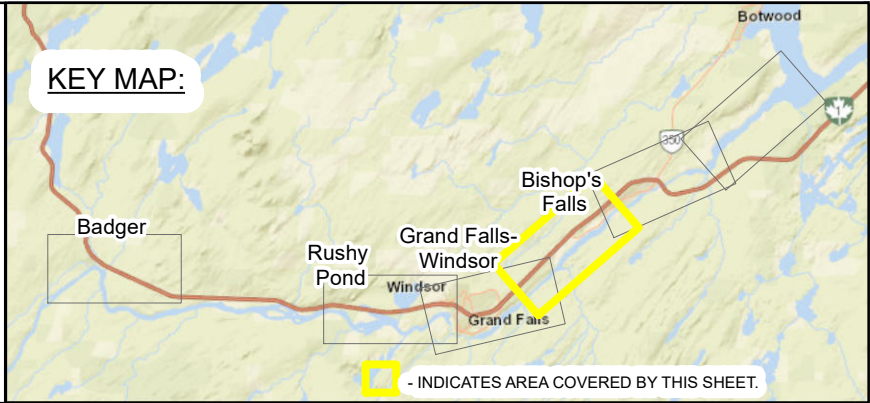 Botwood
KEY MAP:
1
350
Bishop's
Falls
Badger
Grand Falls-
Windsor
Rushy
Pond
Windsor
Grand Falls
- INDICATES AREA COVERED BY THIS SHEET.